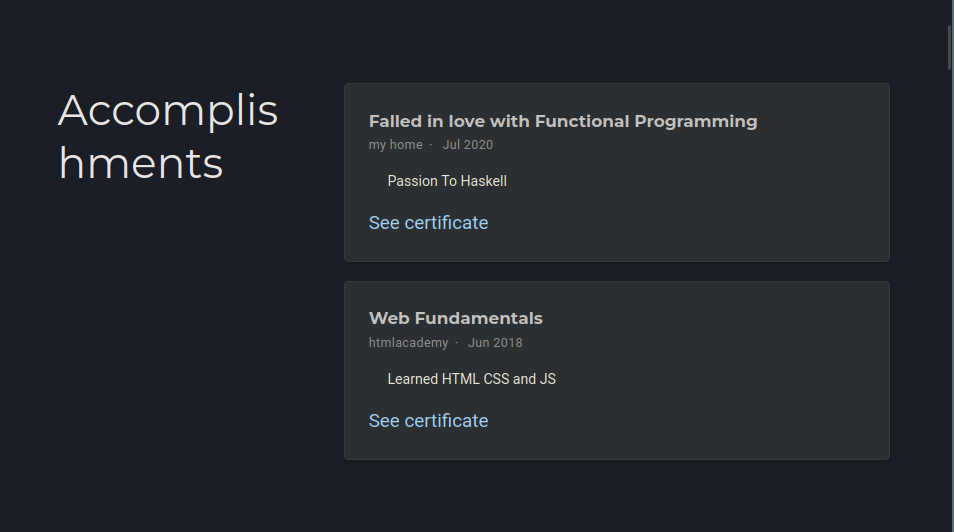 Accomplis
hments
Falled in love with Functional Programming
my home · Jul 2020
Passion To Haskell
See certificate
Web Fundamentals
htmlacademy · Jun 2018
Learned HTML CSS and JS
See certificate